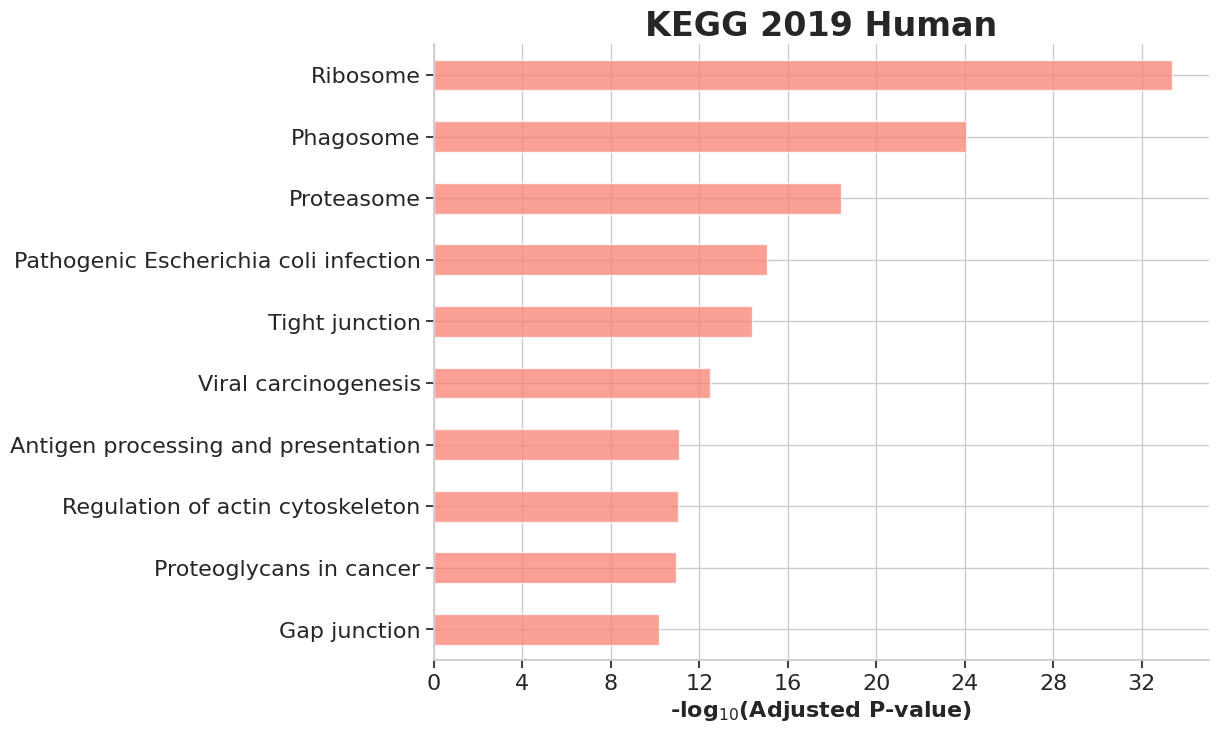 KEGG 2019 Human
Ribosome
Phagosome
Proteasome
Pathogenic Escherichia coli infection
Tight junction
Viral carcinogenesis
Antigen processing and presentation
Regulation of actin cytoskeleton
Proteoglycans in cancer
Gap junction
0 4 8 12 16 20 24 28 32
-log₁₀(Adjusted P-value)